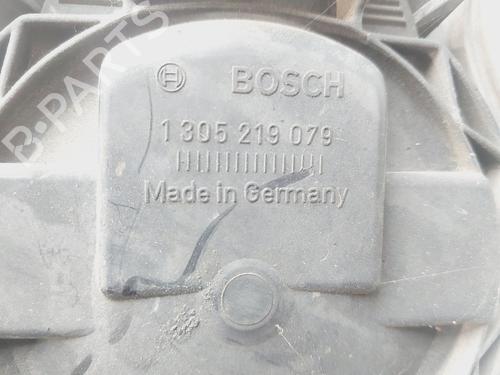 BOSCH
1 305 219 079
Made in Germany
B-PARTS